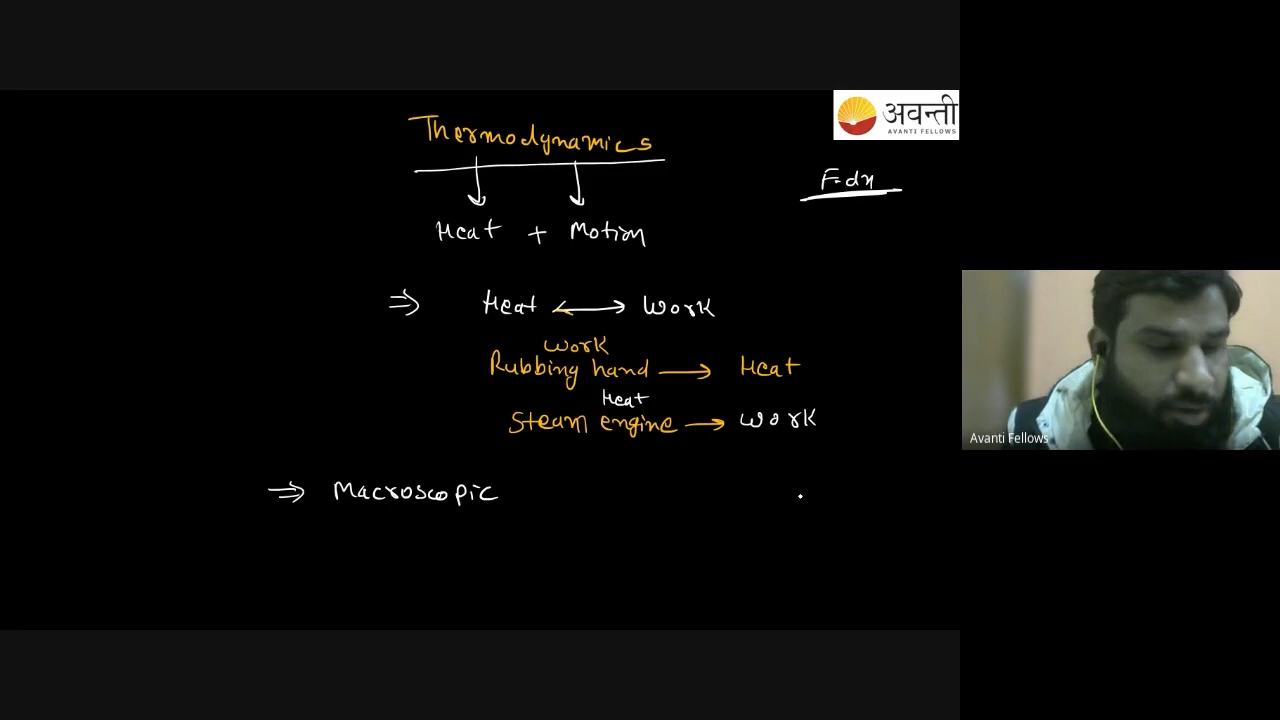 Thermodynamics
अवन्ती
AVANTI FELLOWS
F.dx
Heat + Motion
⇒ Heat ⟷ Work
Work
Rubbing hand ⟶ Heat
Heat
Steam engine ⟶ Work
⇒ Macroscopic
Avanti Fellows